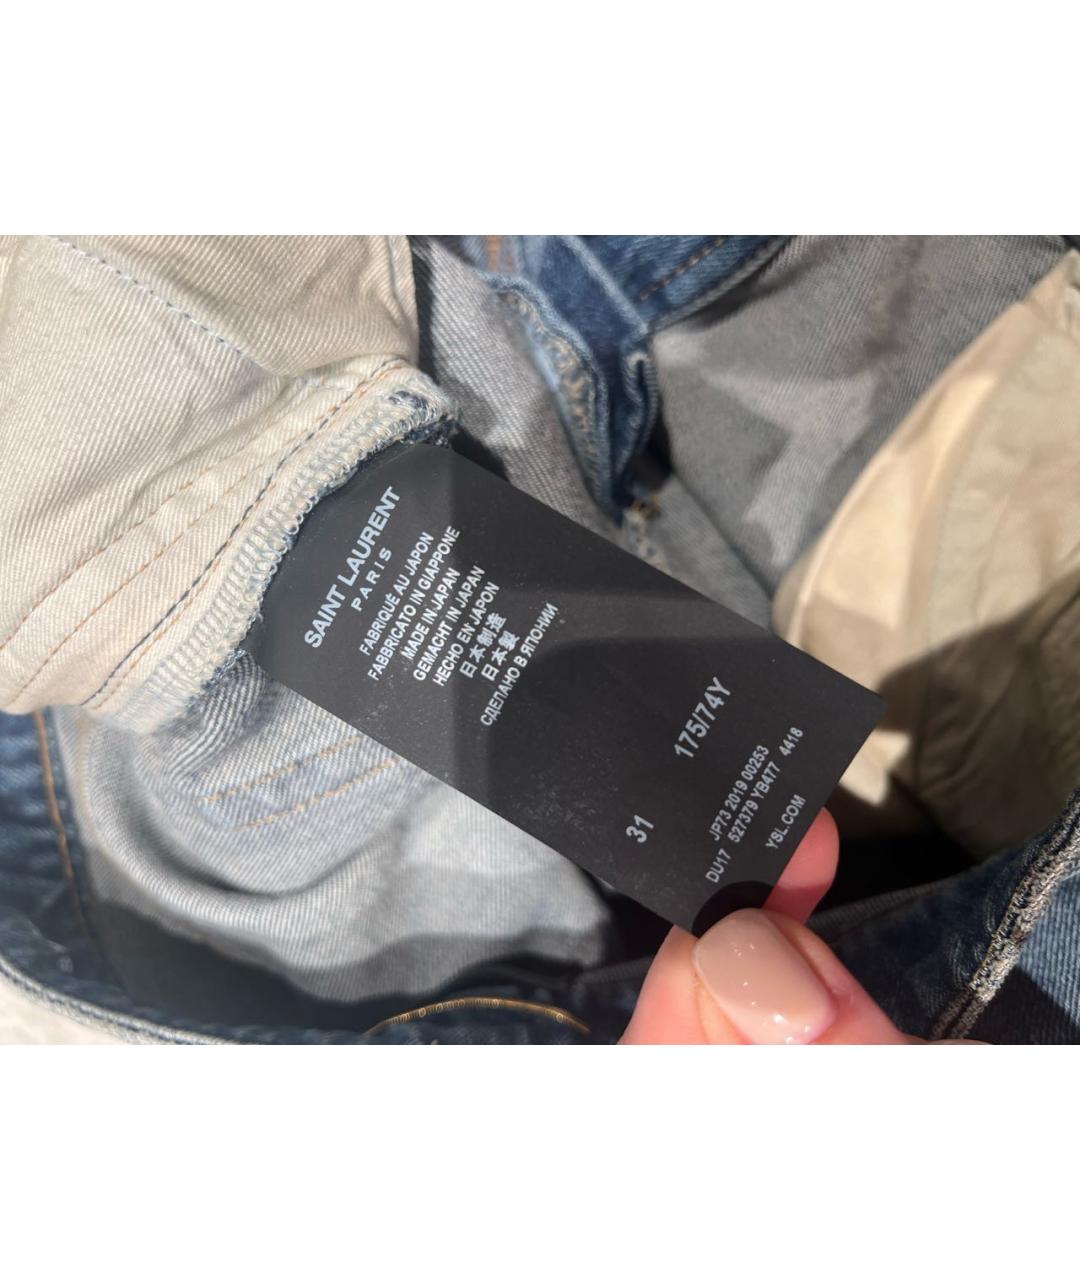 SAINT LAURENT
PARIS
FABRIQUÉ AU JAPON
FABBRICATO IN GIAPPONE
MADE IN JAPAN
GEMACHT IN JAPAN
HECHO EN JAPON
日本制造
日本製
СДЕЛАНО В ЯПОНИИ
175/74Y
31
JP73 2019 00253
DU17 527379 YB477 4418
YSL.COM